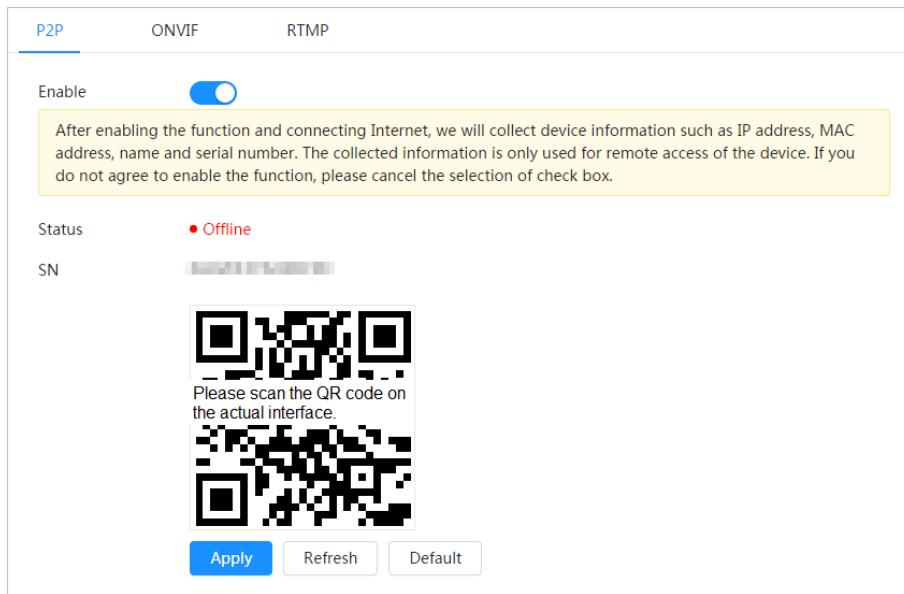 P2P ONVIF RTMP
Enable
After enabling the function and connecting Internet, we will collect device information such as IP address, MAC
address, name and serial number. The collected information is only used for remote access of the device. If you
do not agree to enable the function, please cancel the selection of check box.
Status Offline
SN
Please scan the QR code on
the actual interface.
Apply Refresh Default